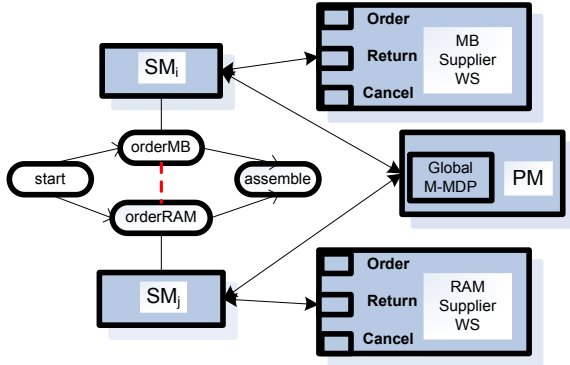 Order
Return
Cancel
MB
Supplier
WS
SMi
orderMB
start
assemble
orderRAM
Global
M-MDP
PM
SMj
Order
Return
Cancel
RAM
Supplier
WS